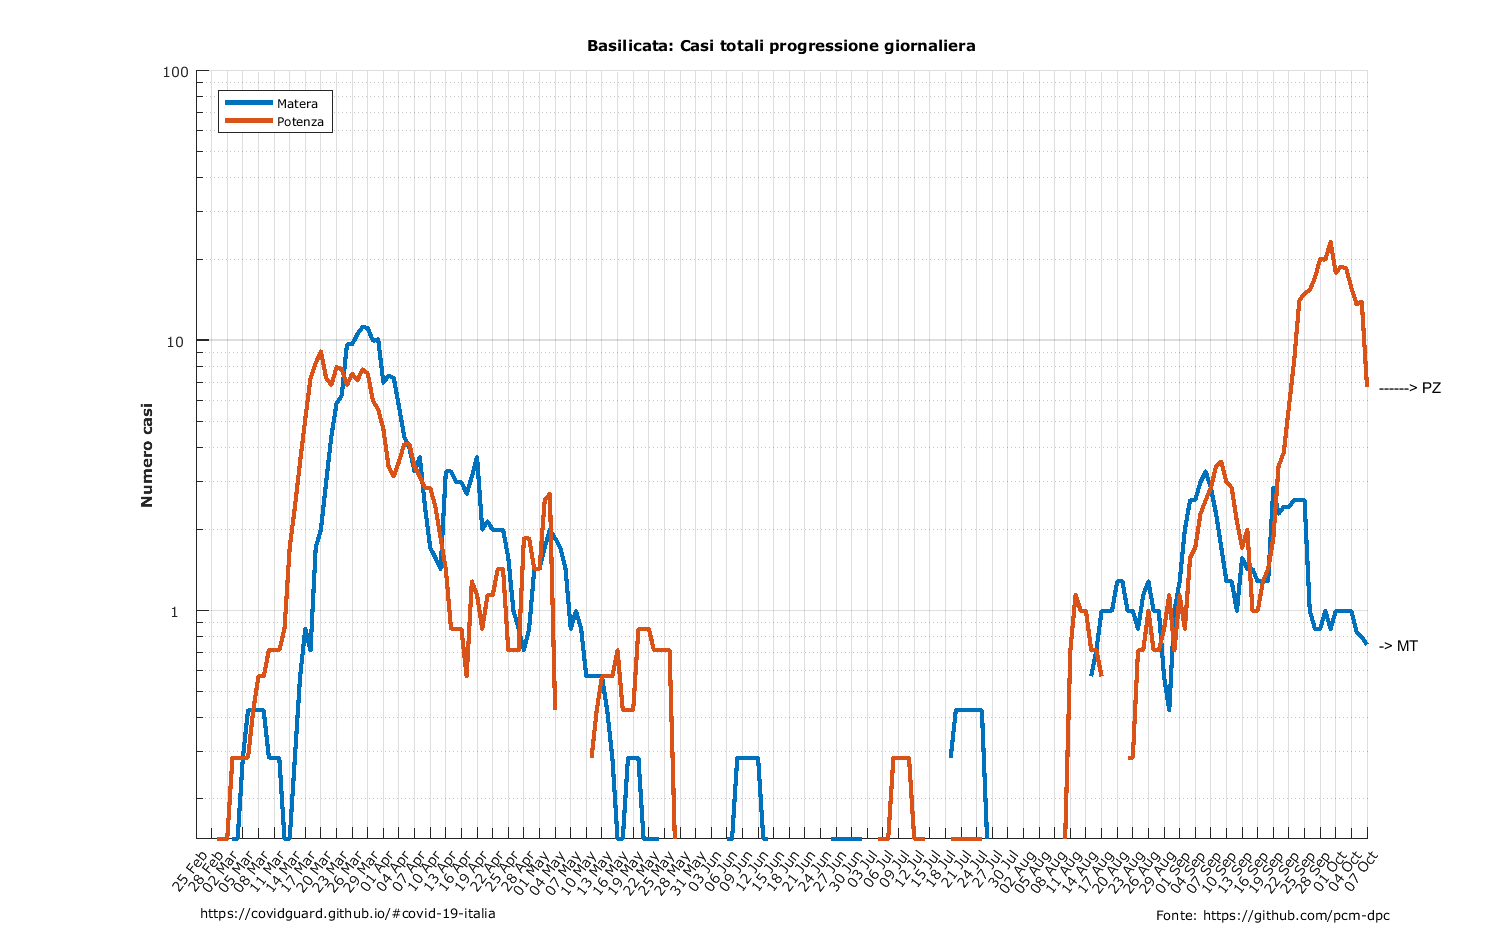 Basilicata: Casi totali progressione giornaliera
100
10
1
Numero casi
Matera
Potenza
------> PZ
-> MT
25 Feb
28 Feb
02 Mar
05 Mar
08 Mar
11 Mar
14 Mar
17 Mar
20 Mar
23 Mar
26 Mar
29 Mar
01 Apr
04 Apr
07 Apr
10 Apr
13 Apr
16 Apr
19 Apr
22 Apr
25 Apr
28 Apr
01 May
04 May
07 May
10 May
13 May
16 May
19 May
22 May
25 May
28 May
31 May
03 Jun
06 Jun
09 Jun
12 Jun
15 Jun
18 Jun
21 Jun
24 Jun
27 Jun
30 Jun
03 Jul
06 Jul
09 Jul
12 Jul
15 Jul
18 Jul
21 Jul
24 Jul
27 Jul
30 Jul
02 Aug
05 Aug
08 Aug
11 Aug
14 Aug
17 Aug
20 Aug
23 Aug
26 Aug
29 Aug
01 Sep
04 Sep
07 Sep
10 Sep
13 Sep
16 Sep
19 Sep
22 Sep
25 Sep
28 Sep
01 Oct
04 Oct
07 Oct
https://covidguard.github.io/#covid-19-italia
Fonte: https://github.com/pcm-dpc